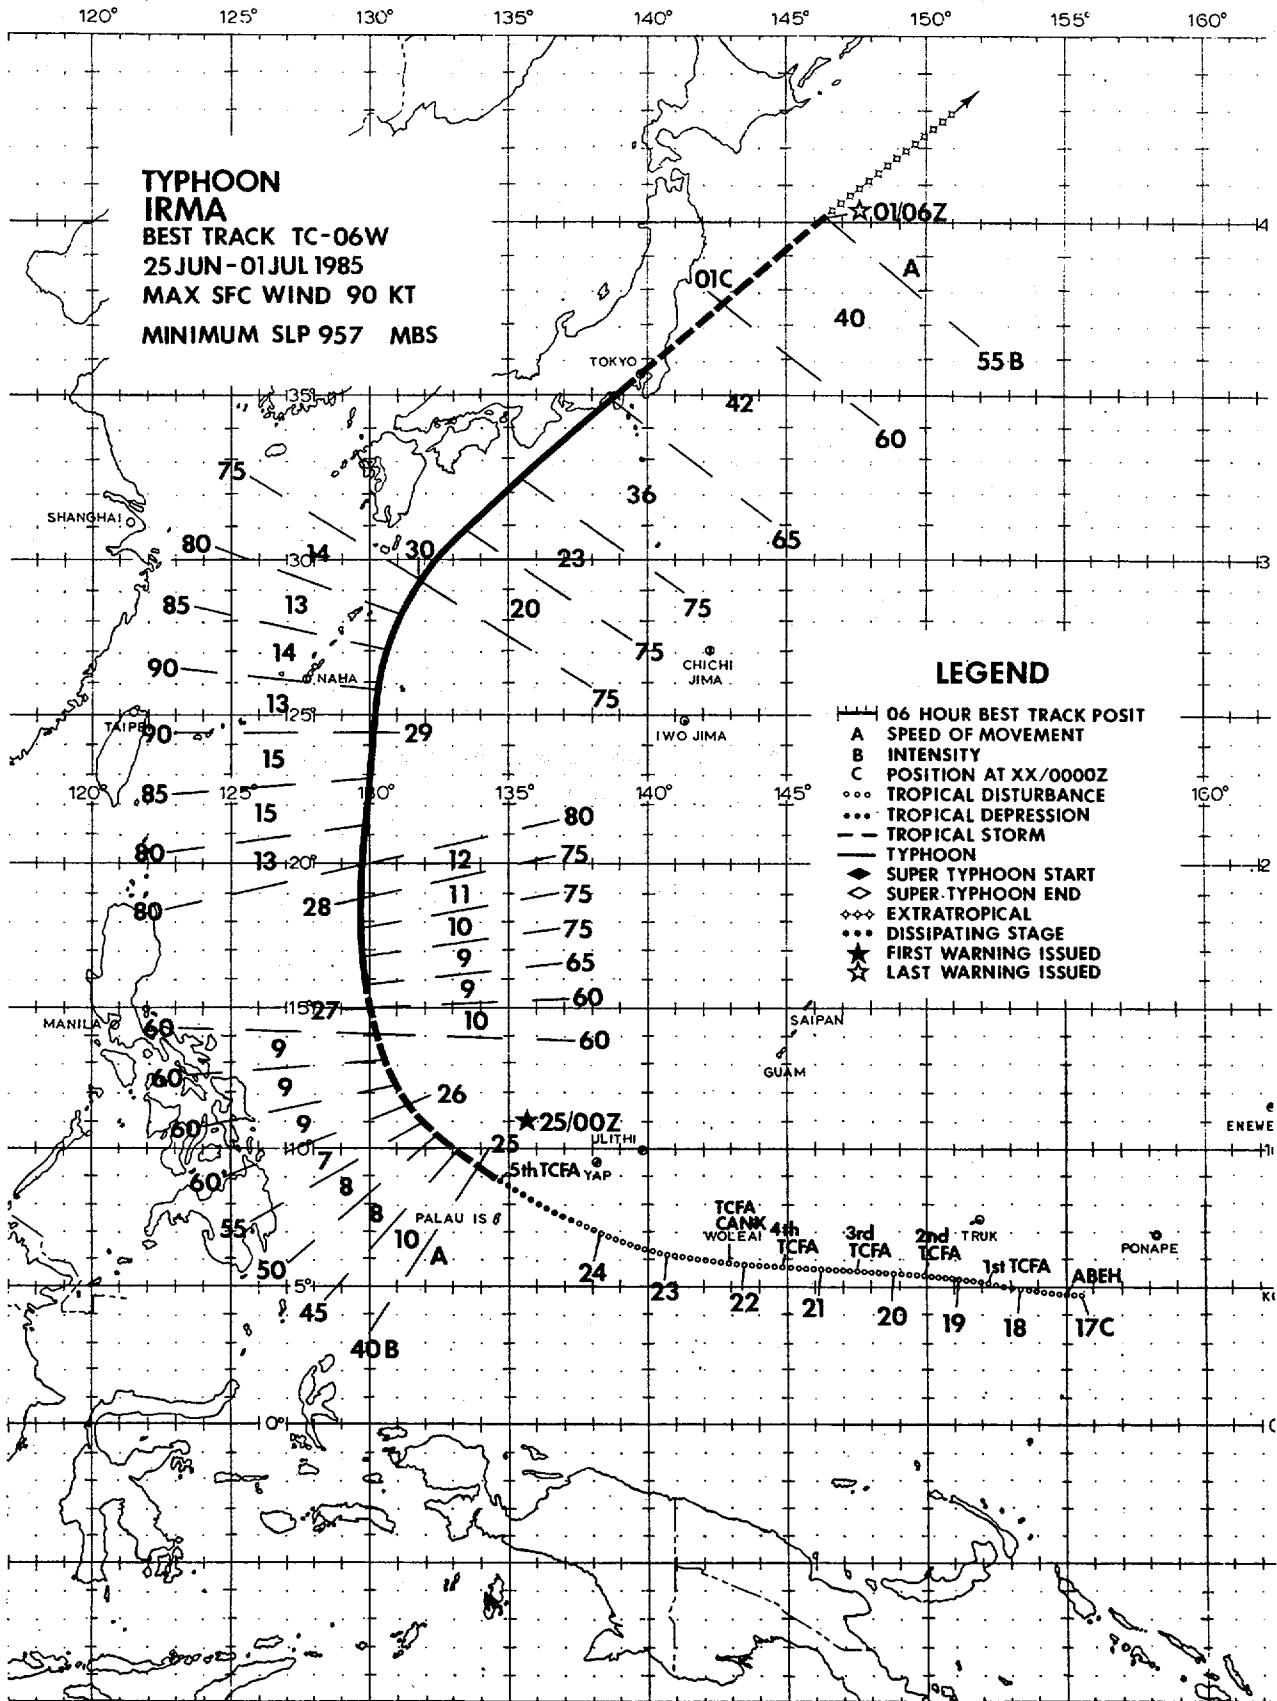 120° 125° 130° 135° 140° 145° 150° 155° 160°
TYPHOON
IRMA
BEST TRACK TC-06W
25JUN-01JUL 1985
MAX SFC WIND 90 KT
MINIMUM SLP 957 MBS
01/06Z
A
01C
40
TOKYO
55 B
35°
42
60
75
36
SHANGHAI
80
14
30
23
65
30°
85
13
20
75
14
75
CHICHI
JIMA
90
NAHA
75
13
25°
TAIPEI
90
29
IWO JIMA
15
120° 125° 130° 135° 140° 145° 160°
85
15
80
80
13
20°
12
75
80
28
11
75
10
75
9
65
9
60
15°
27
10
MANILA
60
60
9
SAIPAN
GUAM
60
9
26
60
9
25/00Z
ULITHI
ENEWE
10°
7
25
5th TCFA
YAP
60
8
55
8
PALAU IS
10
A
50
5°
45
40 B
24
23
TCFA
CANX
WOLEAI
22
4th
TCFA
21
3rd
TCFA
20
2nd
TCFA
19
TRUK
1st TCFA
18
ABEH
17C
PONAPE
0°
LEGEND
06 HOUR BEST TRACK POSIT
A SPEED OF MOVEMENT
B INTENSITY
C POSITION AT XX/0000Z
TROPICAL DISTURBANCE
TROPICAL DEPRESSION
TROPICAL STORM
TYPHOON
SUPER TYPHOON START
SUPER TYPHOON END
EXTRATROPICAL
DISSIPATING STAGE
FIRST WARNING ISSUED
LAST WARNING ISSUED